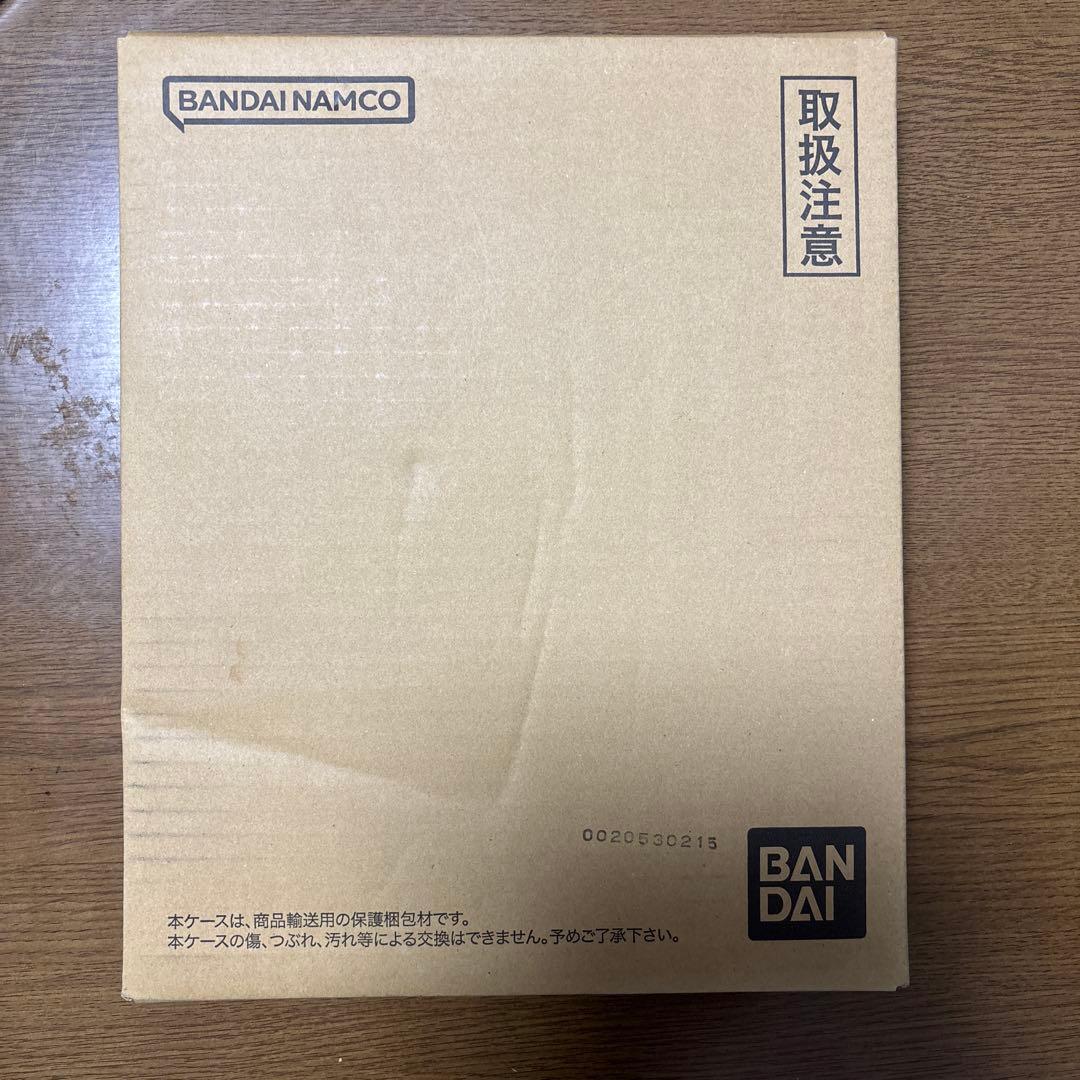 BANDAI NAMCO
取扱注意
0020530215
BAN
DAI
本ケースは、商品輸送用の保護梱包材です。
本ケースの傷、つぶれ、汚れ等による交換はできません。予めご了承下さい。